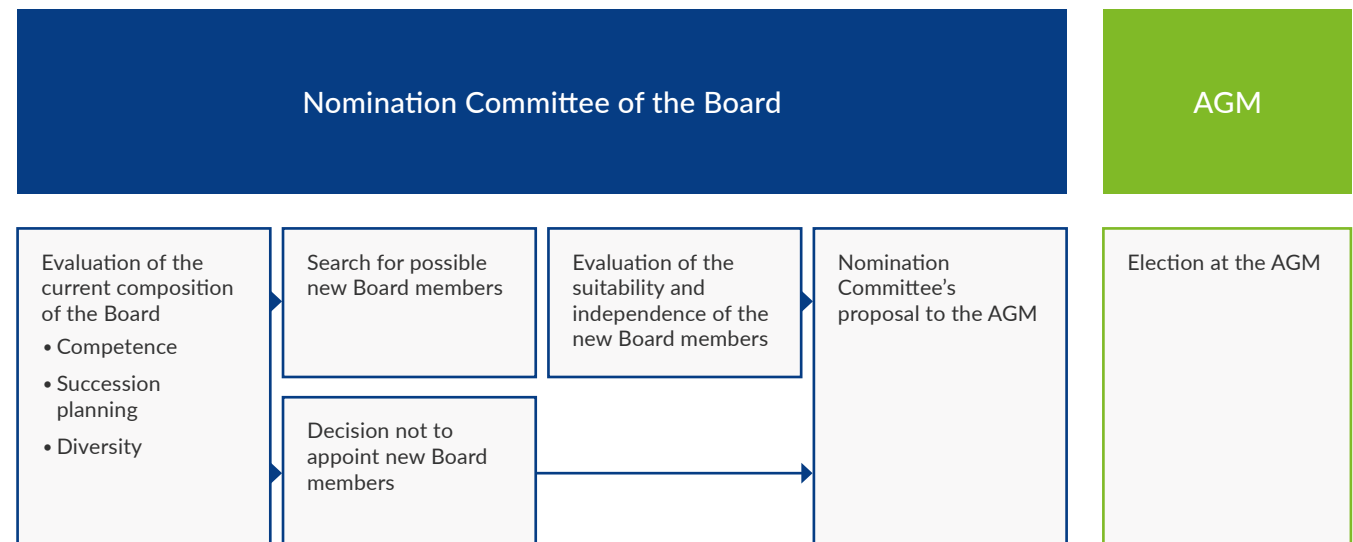 Nomination Committee of the Board
AGM
Evaluation of the
current composition
of the Board
• Competence
• Succession
planning
• Diversity
Search for possible
new Board members
Decision not to
appoint new Board
members
Evaluation of the
suitability and
independence of the
new Board members
Nomination
Committee’s
proposal to the AGM
Election at the AGM